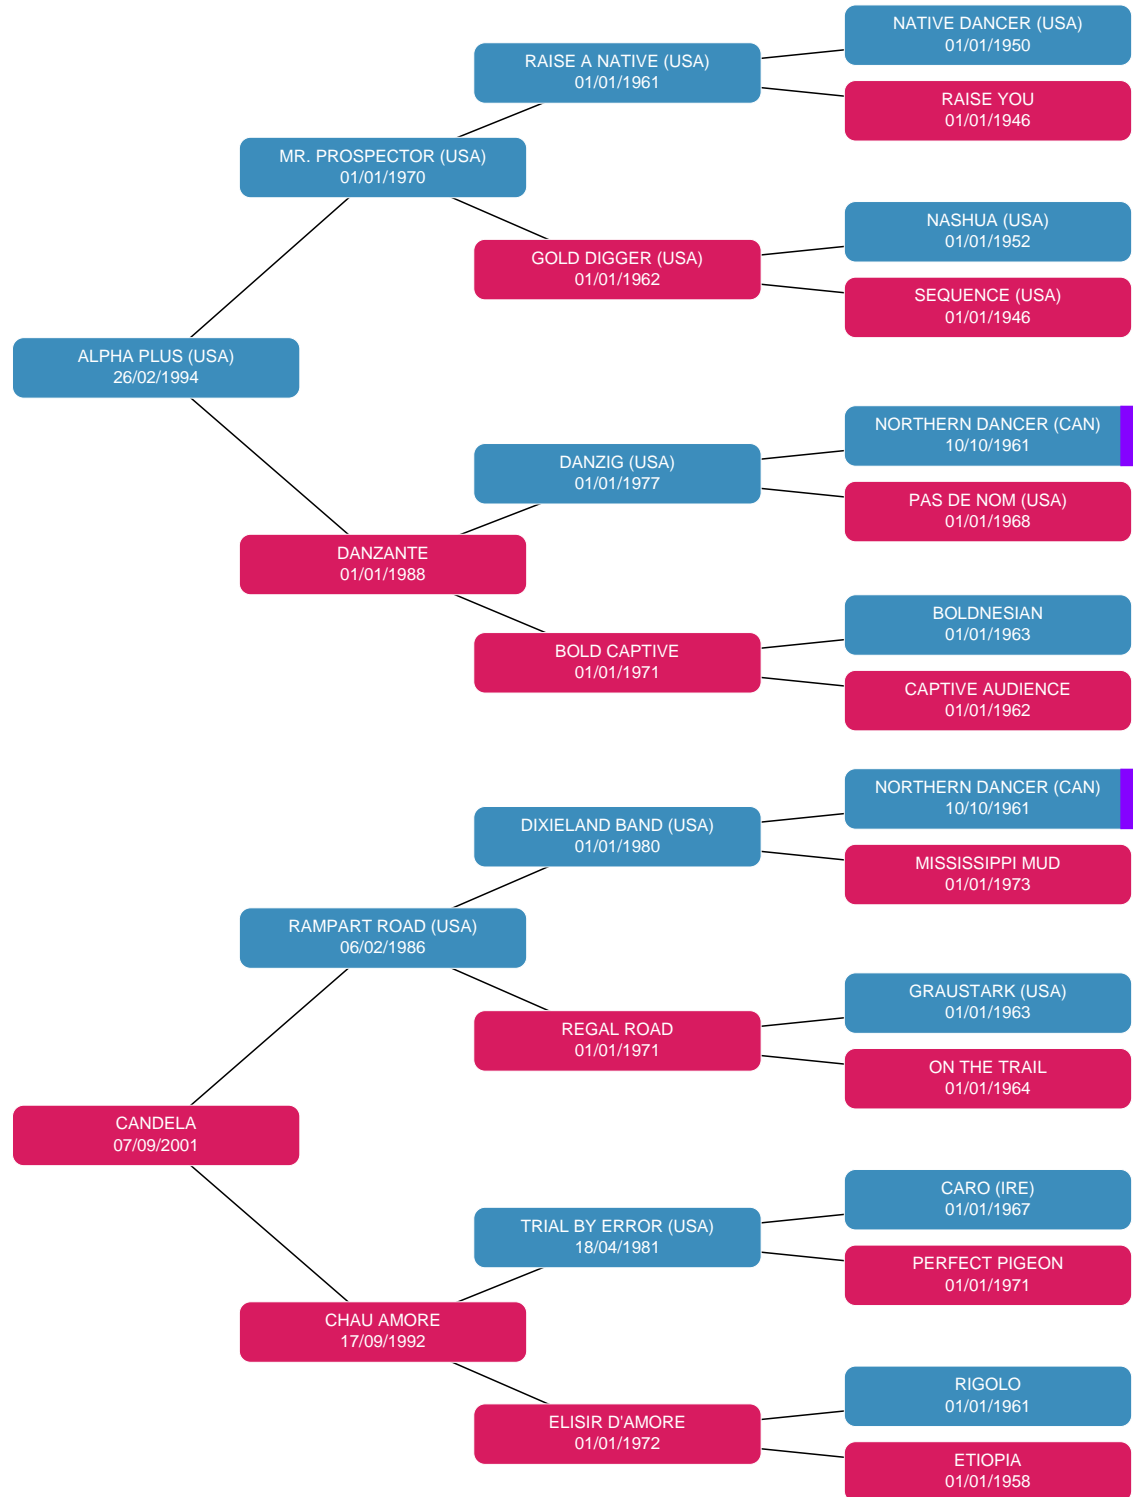 NATIVE DANCER (USA)
01/01/1950
RAISE A NATIVE (USA)
01/01/1961
RAISE YOU
01/01/1946
MR. PROSPECTOR (USA)
01/01/1970
NASHUA (USA)
01/01/1952
GOLD DIGGER (USA)
01/01/1962
SEQUENCE (USA)
01/01/1946
ALPHA PLUS (USA)
26/02/1994
NORTHERN DANCER (CAN)
10/10/1961
DANZIG (USA)
01/01/1977
PAS DE NOM (USA)
01/01/1968
DANZANTE
01/01/1988
BOLDNESIAN
01/01/1963
BOLD CAPTIVE
01/01/1971
CAPTIVE AUDIENCE
01/01/1962
NORTHERN DANCER (CAN)
10/10/1961
DIXIELAND BAND (USA)
01/01/1980
MISSISSIPPI MUD
01/01/1973
RAMPART ROAD (USA)
06/02/1986
GRAUSTARK (USA)
01/01/1963
REGAL ROAD
01/01/1971
ON THE TRAIL
01/01/1964
CANDELA
07/09/2001
CARO (IRE)
01/01/1967
TRIAL BY ERROR (USA)
18/04/1981
PERFECT PIGEON
01/01/1971
CHAU AMORE
17/09/1992
RIGOLO
01/01/1961
ELISIR D'AMORE
01/01/1972
ETIOPIA
01/01/1958